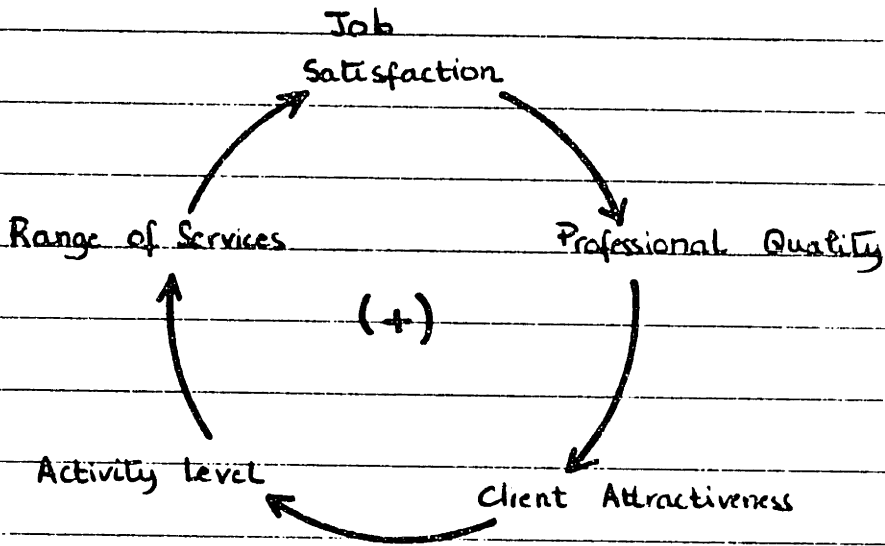 Job
Satisfaction
Range of Services
Professional Quality
(+)
Activity Level
Client Attractiveness